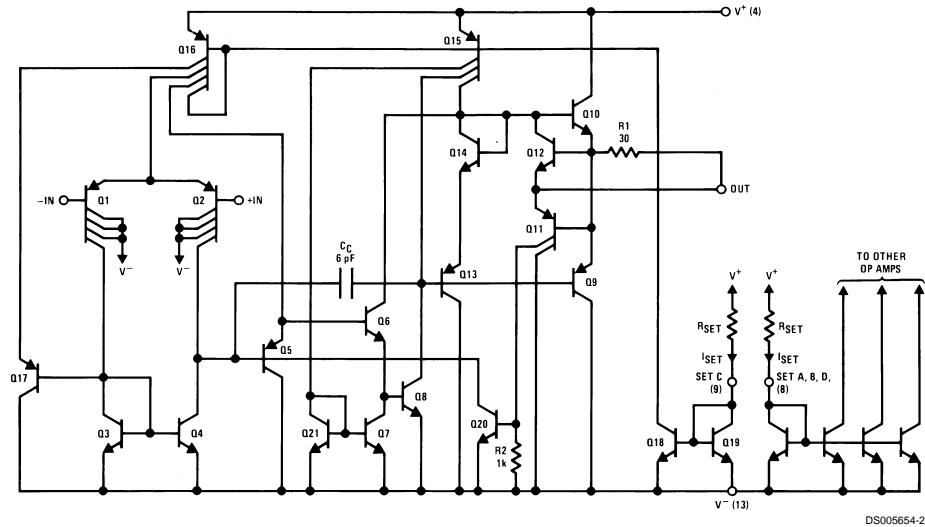 V+ (4)
Q16
Q15
Q10
R1
30
Q14
Q12
OUT
-IN
Q1
Q2
+IN
Q11
V-
V-
CC
6 pF
TO OTHER
OP AMPS
V+
V+
Q13
Q9
RSET
RSET
Q6
ISET
ISET
Q5
Q17
SET C
(9)
SET A, B, D,
(8)
Q8
Q3
Q4
Q21
Q7
Q20
R2
1k
Q18
Q19
V- (13)
DS005654-2